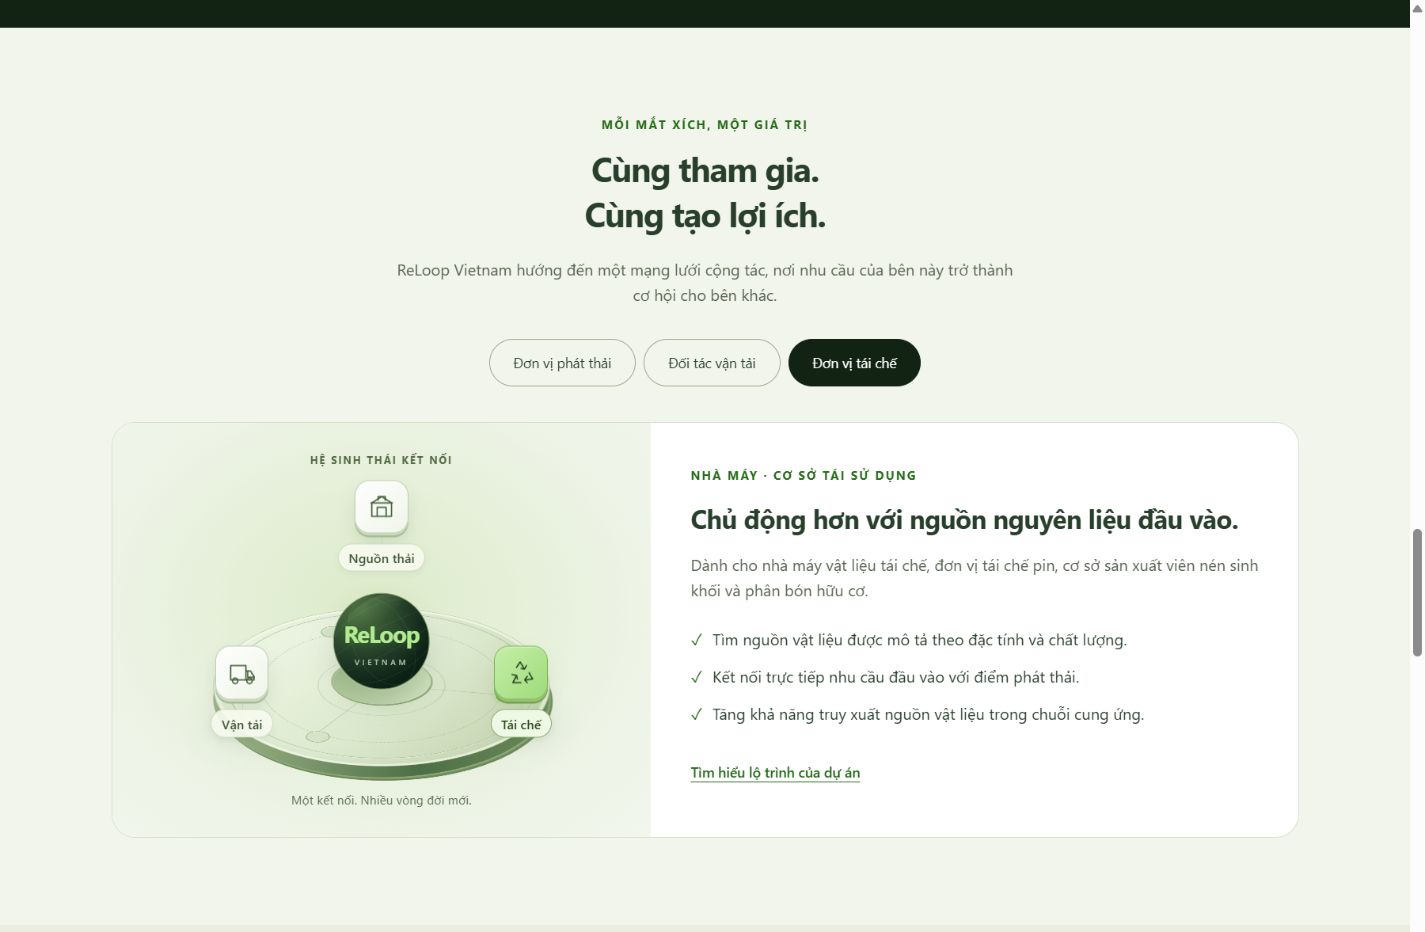 MỖI MẮT XÍCH, MỘT GIÁ TRỊ
Cùng tham gia.
Cùng tạo lợi ích.
ReLoop Vietnam hướng đến một mạng lưới cộng tác, nơi nhu cầu của bên này trở thành
cơ hội cho bên khác.
Đơn vị phát thải
Đối tác vận tải
Đơn vị tái chế
HỆ SINH THÁI KẾT NỐI
Nguồn thải
ReLoop
VIETNAM
Vận tải
Tái chế
Một kết nối. Nhiều vòng đời mới.
NHÀ MÁY · CƠ SỞ TÁI SỬ DỤNG
Chủ động hơn với nguồn nguyên liệu đầu vào.
Dành cho nhà máy vật liệu tái chế, đơn vị tái chế pin, cơ sở sản xuất viên nén sinh
khối và phân bón hữu cơ.
✓ Tìm nguồn vật liệu được mô tả theo đặc tính và chất lượng.
✓ Kết nối trực tiếp nhu cầu đầu vào với điểm phát thải.
✓ Tăng khả năng truy xuất nguồn vật liệu trong chuỗi cung ứng.
Tìm hiểu lộ trình của dự án